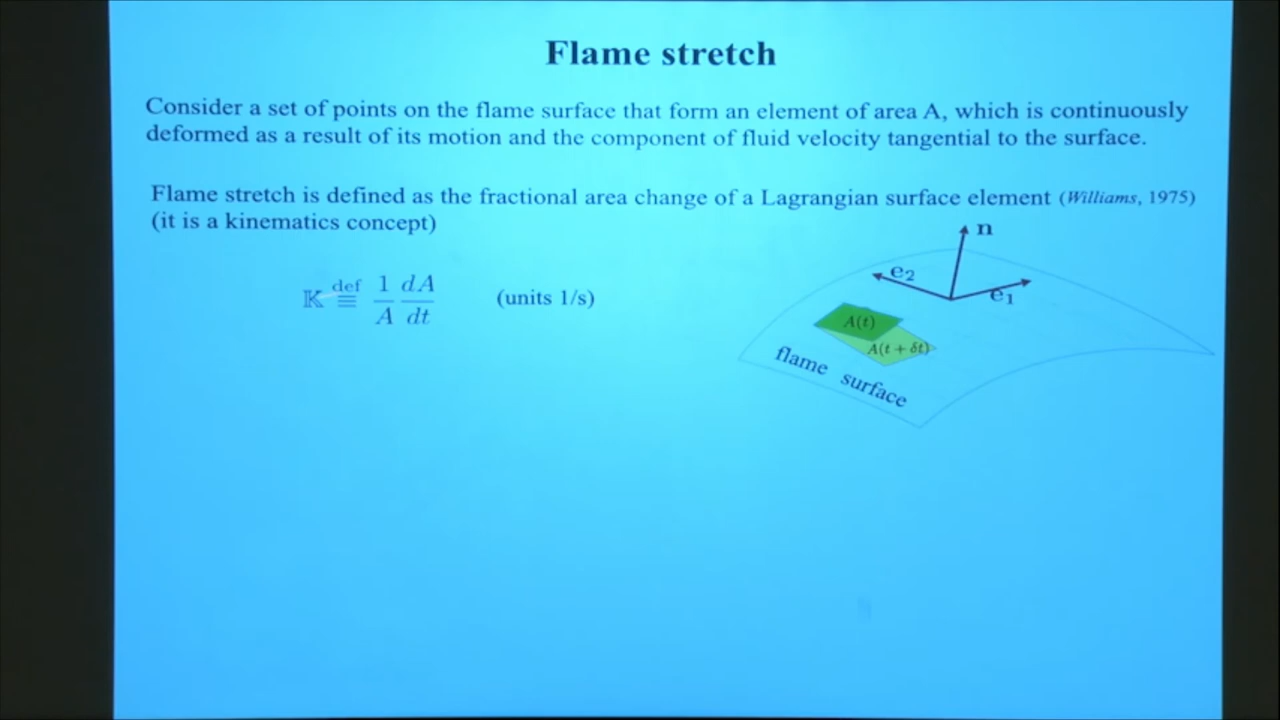 Flame stretch
Consider a set of points on the flame surface that form an element of area A, which is continuously
deformed as a result of its motion and the component of fluid velocity tangential to the surface.
Flame stretch is defined as the fractional area change of a Lagrangian surface element (Williams, 1975)
(it is a kinematics concept)
𝕂 def≡ 1/A dA/dt (units 1/s)
n
e₂
e₁
A(t)
A(t + δt)
flame surface